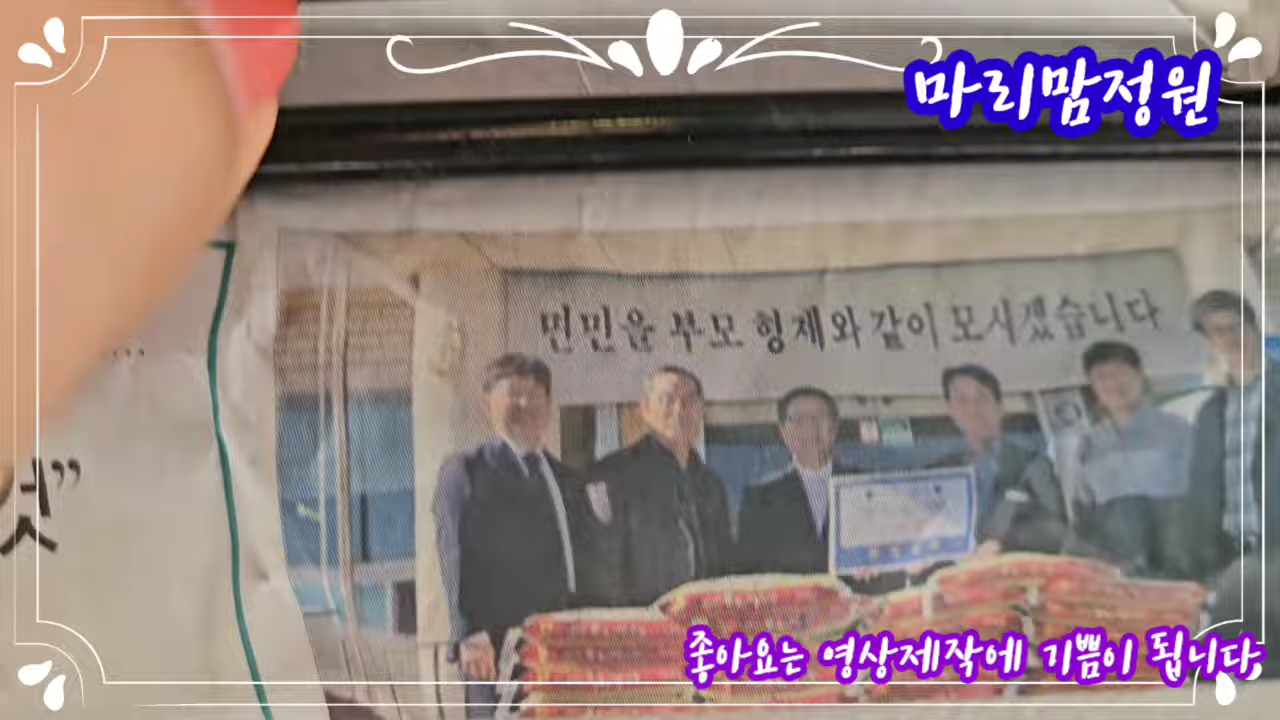 마리맘정원
면민을 부모 형제와 같이 모시겠습니다
좋아요는 영상제작에 기쁨이 됩니다